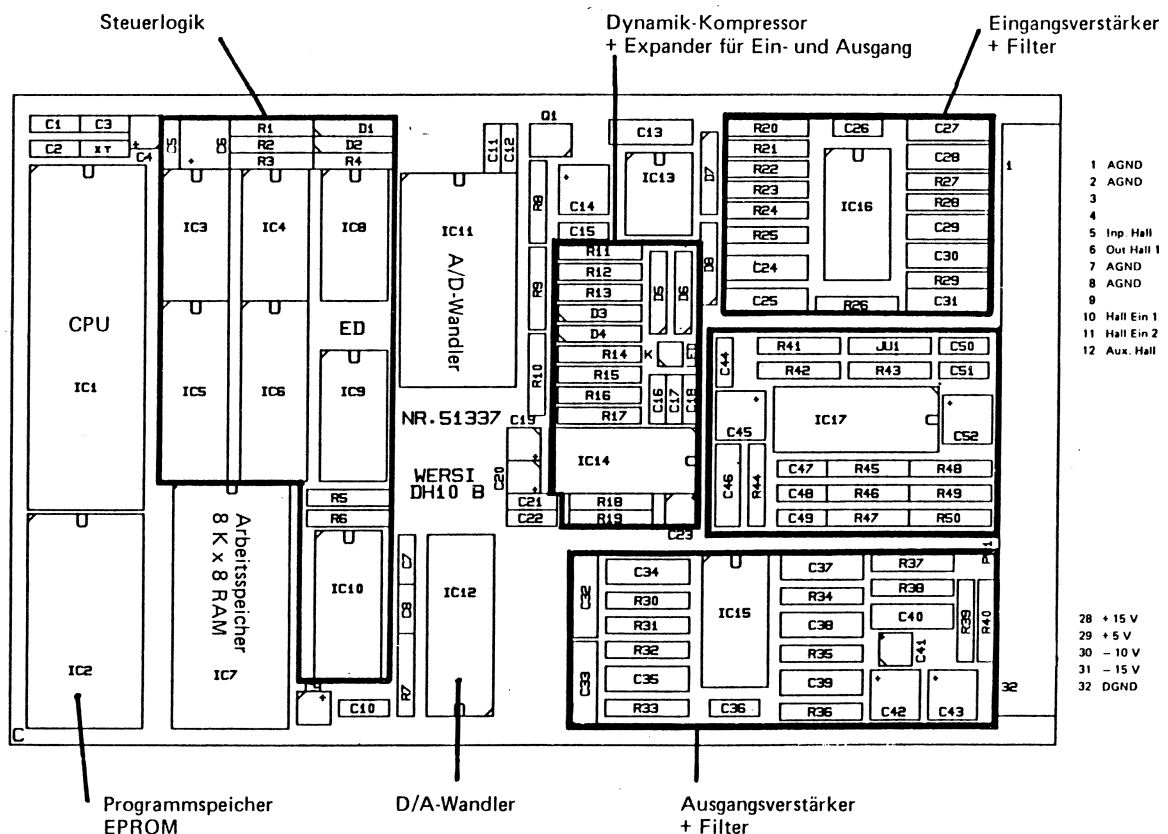 Steuerlogik
Dynamik-Kompressor
+ Expander für Ein- und Ausgang
Eingangsverstärker
+ Filter
C1
C3
C2
XT
C4
C5
C6
R1
D1
R2
D2
R3
R4
IC3
IC4
IC8
CPU
IC1
IC5
IC6
ED
IC9
R5
R6
IC10
IC2
Arbeitsspeicher
8 K x 8 RAM
IC7
C10
C7
C8
R7
IC12
IC11
A/D-Wandler
C11
C12
Q1
C13
IC13
C14
C15
R8
R9
R10
D7
D8
NR.51337
WERSI
DH10 B
C19
C20
C21
C22
R11
R12
R13
D3
D4
R14
R15
R16
R17
D5
D6
K
ED
C16
C17
C18
IC14
R18
R19
C23
R20
R21
R22
R23
R24
R25
C24
C25
C26
IC16
R26
C27
C28
R27
R28
C29
C30
R29
C31
C44
R41
JU1
C50
R42
R43
C51
C45
IC17
C52
C46
R44
C47
R45
R48
C48
R46
R49
C49
R47
R50
C32
C33
C34
R30
R31
R32
C35
R33
IC15
C36
C37
R34
C38
R35
C39
R36
R37
R38
C40
C41
C42
C43
R39
R40
1
32
C
1 AGND
2 AGND
3
4
5 Inp. Hall
6 Out Hall 1
7 AGND
8 AGND
9
10 Hall Ein 1
11 Hall Ein 2
12 Aux. Hall
28 + 15 V
29 + 5 V
30 – 10 V
31 – 15 V
32 DGND
Programmspeicher
EPROM
D/A-Wandler
Ausgangsverstärker
+ Filter